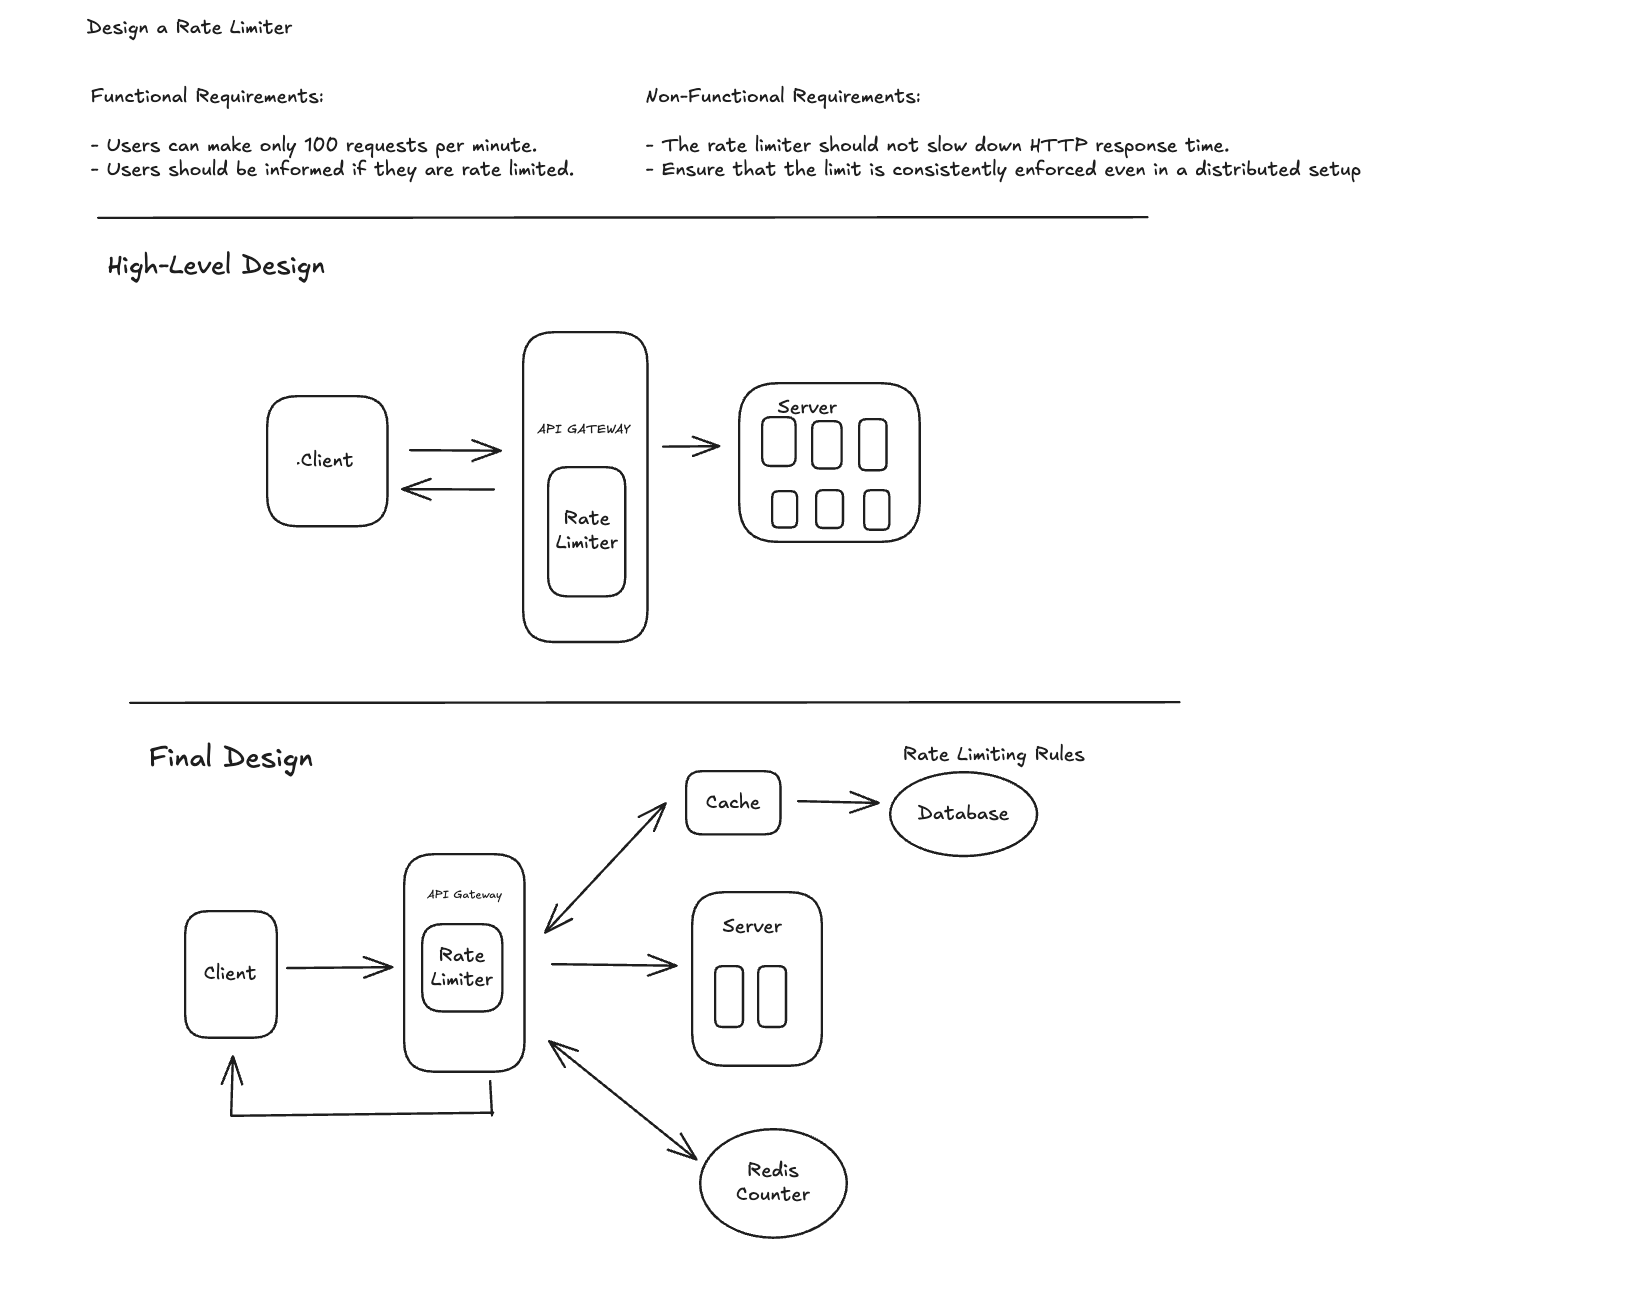 Design a Rate Limiter
Functional Requirements:
- Users can make only 100 requests per minute.
- Users should be informed if they are rate limited.
Non-Functional Requirements:
- The rate limiter should not slow down HTTP response time.
- Ensure that the limit is consistently enforced even in a distributed setup
High-Level Design
.Client
API GATEWAY
Rate
Limiter
Server
Final Design
Rate Limiting Rules
Cache
Database
API Gateway
Rate
Limiter
Client
Server
Redis
Counter